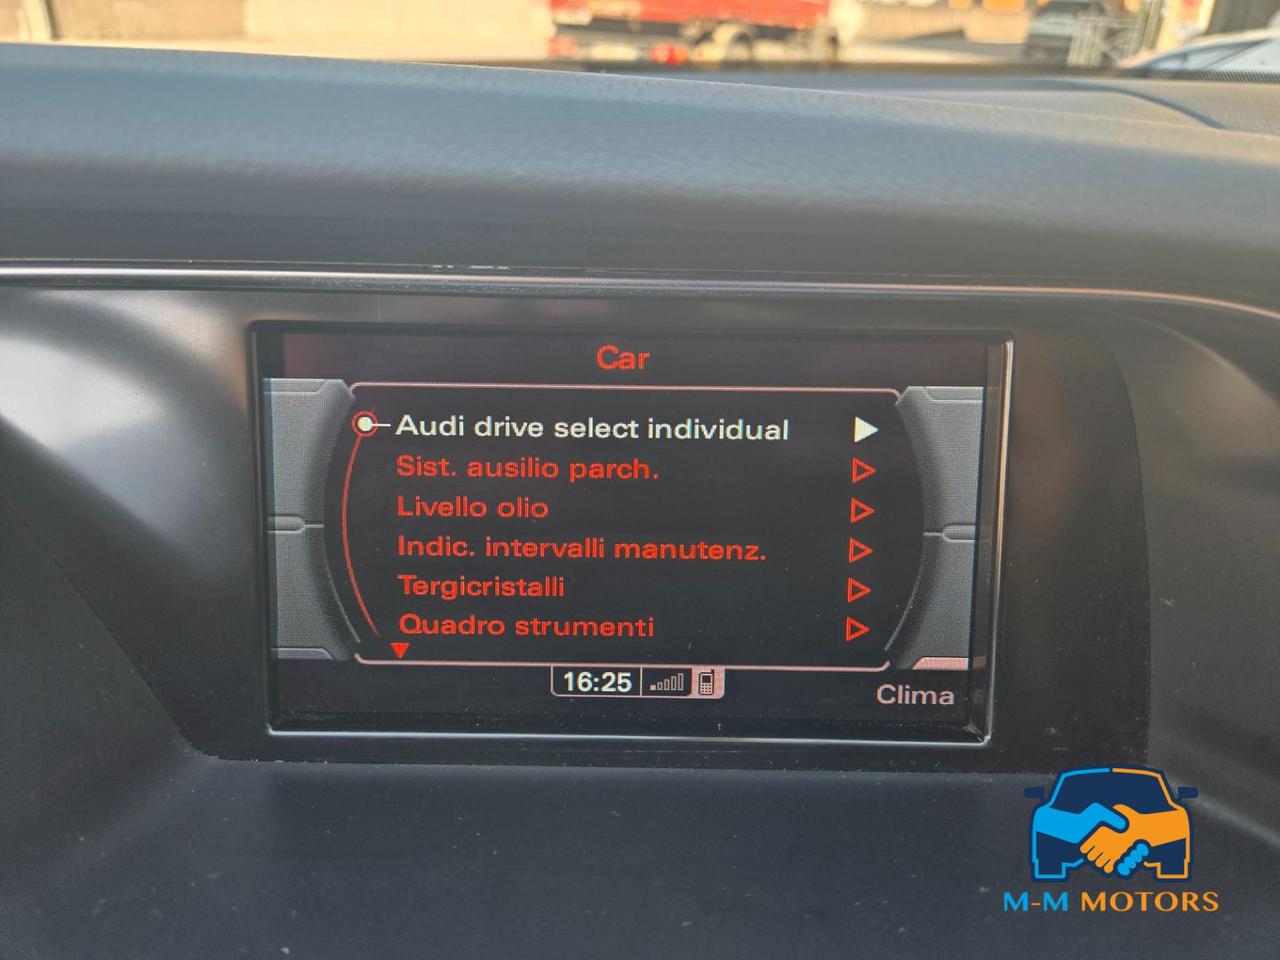 Car
Audi drive select individual
Sist. ausilio parch.
Livello olio
Indic. intervalli manutenz.
Tergicristalli
Quadro strumenti
16:25
Clima
M-M MOTORS